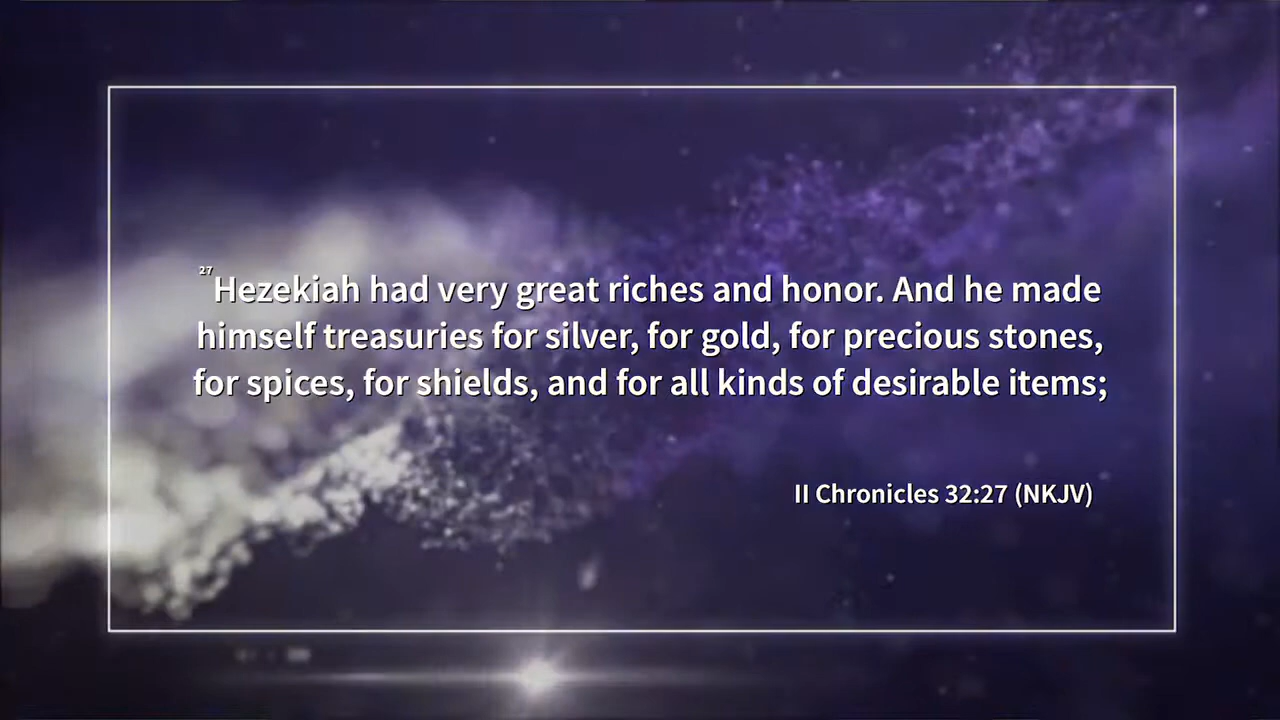 27Hezekiah had very great riches and honor. And he made
himself treasuries for silver, for gold, for precious stones,
for spices, for shields, and for all kinds of desirable items;
II Chronicles 32:27 (NKJV)